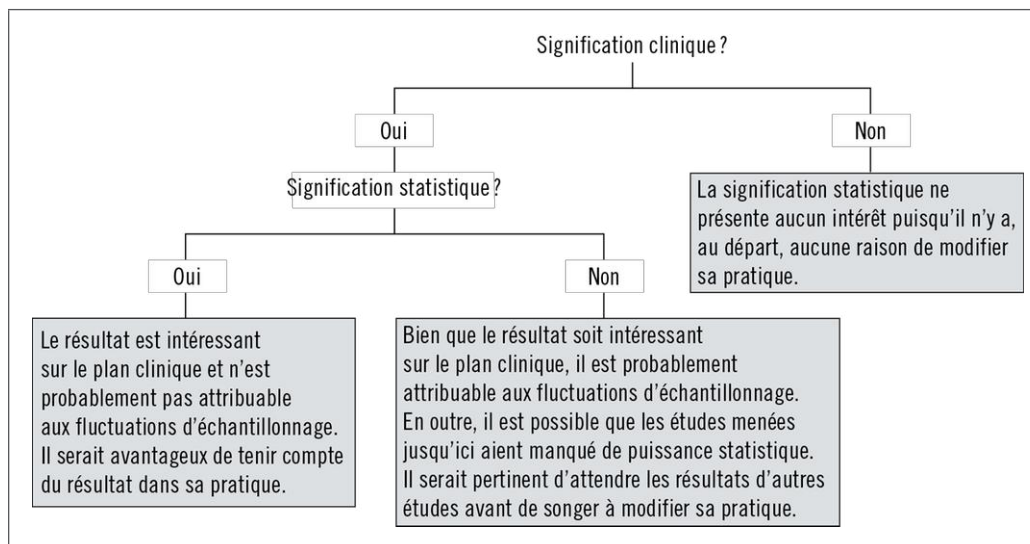 Signification clinique ?
Oui
Non
Signification statistique ?
La signification statistique ne
présente aucun intérêt puisqu'il n'y a,
au départ, aucune raison de modifier
sa pratique.
Oui
Non
Le résultat est intéressant
sur le plan clinique et n'est
probablement pas attribuable
aux fluctuations d'échantillonnage.
Il serait avantageux de tenir compte
du résultat dans sa pratique.
Bien que le résultat soit intéressant
sur le plan clinique, il est probablement
attribuable aux fluctuations d'échantillonnage.
En outre, il est possible que les études menées
jusqu'ici aient manqué de puissance statistique.
Il serait pertinent d'attendre les résultats d'autres
études avant de songer à modifier sa pratique.